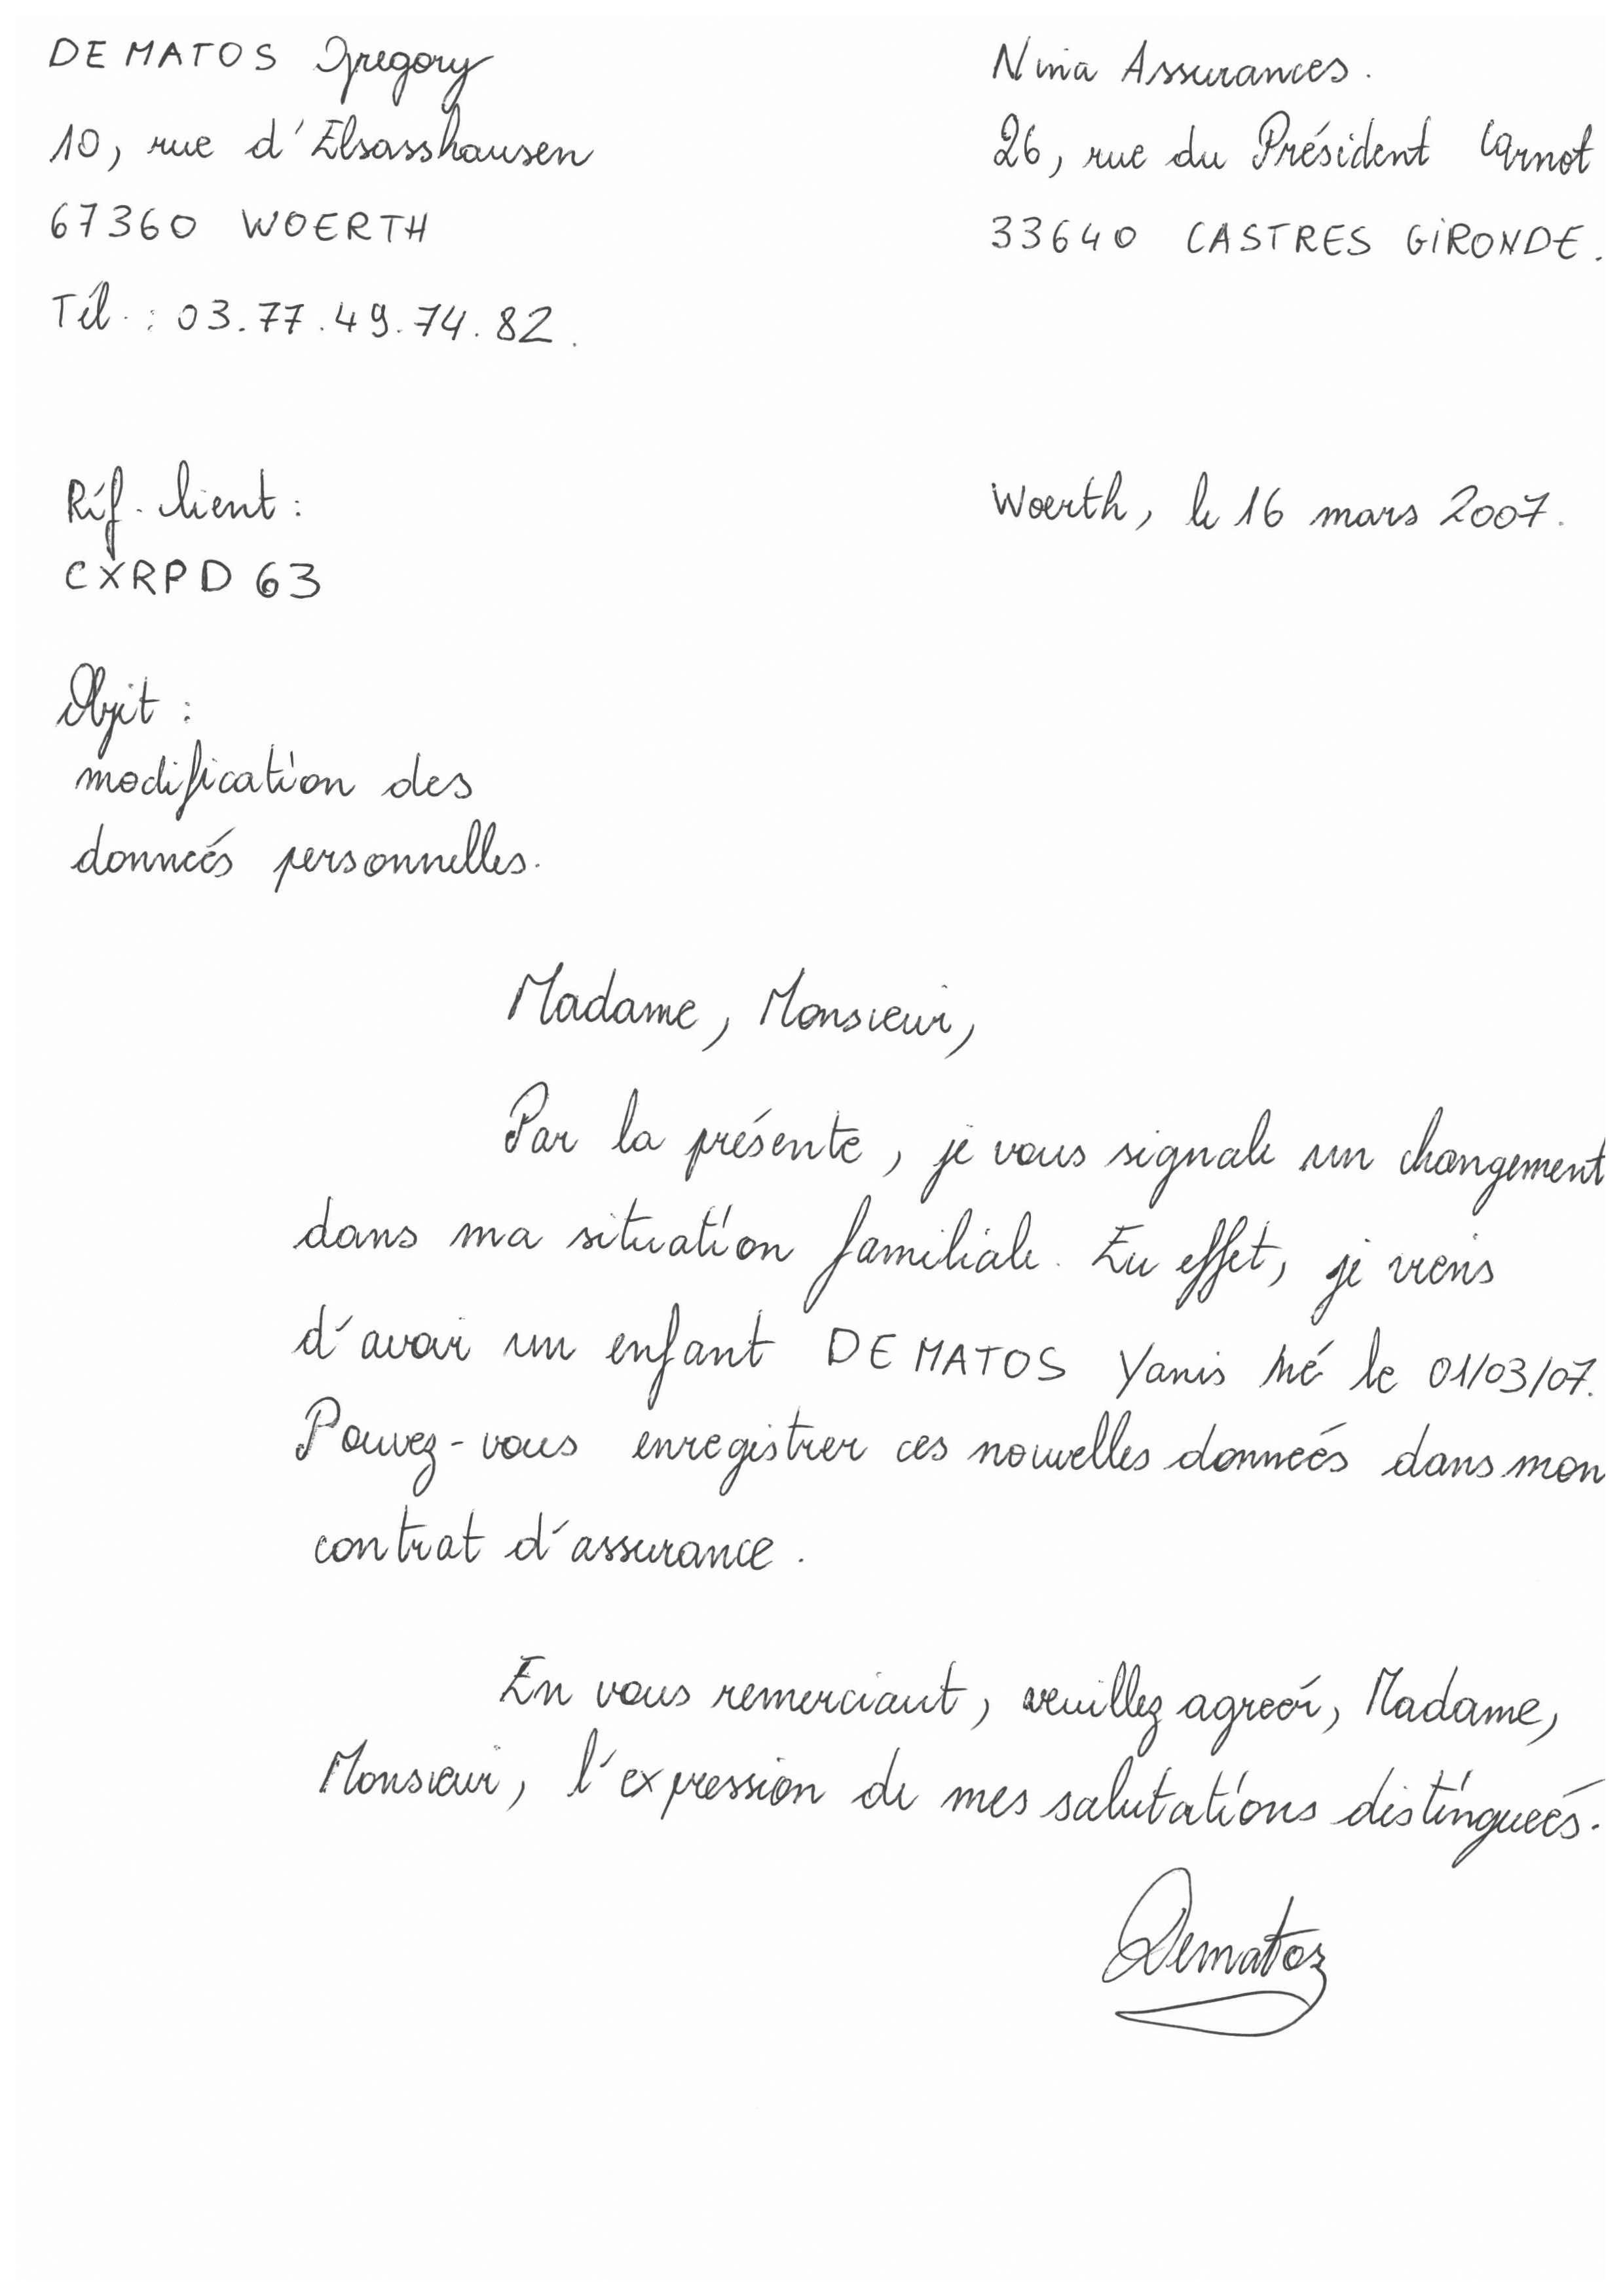 DE MATOS Gregory
10, rue d'Elsasshausen
67360 WOERTH
Tél. : 03.77.49.74.82.
Nina Assurances.
26, rue du Président Carnot
33640 CASTRES GIRONDE.
Réf. lient :
CXRPD 63
Woerth, le 16 mars 2007.
Objet :
modification des
données personnelles.
Madame, Monsieur,
Par la présente, je vous signale un changement
dans ma situation familiale. En effet, je viens
d'avoir un enfant DE MATOS Yanis né le 01/03/07.
Pouvez-vous enregistrer ces nouvelles données dans mon
contrat d'assurance.
En vous remerciant, veuillez agréer, Madame,
Monsieur, l'expression de mes salutations distinguées.
Dematos